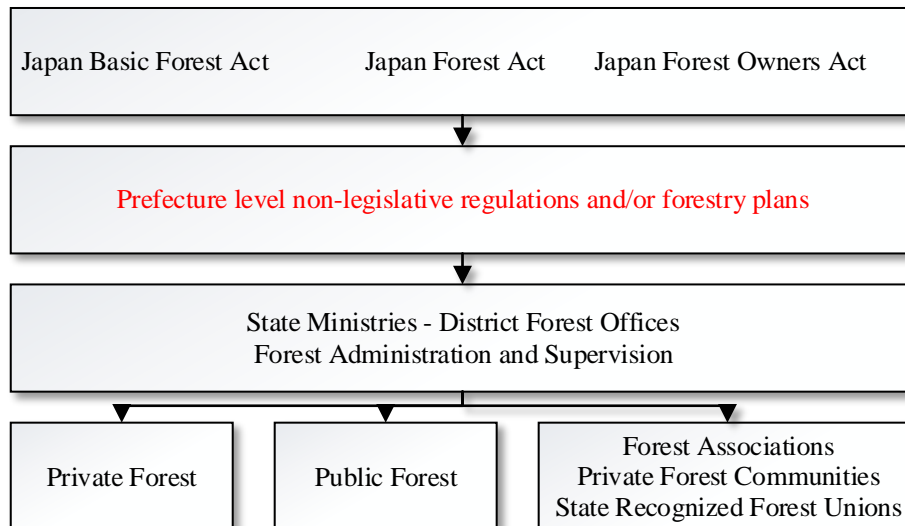 Japan Basic Forest Act Japan Forest Act Japan Forest Owners Act
Prefecture level non-legislative regulations and/or forestry plans
State Ministries - District Forest Offices
Forest Administration and Supervision
Private Forest
Public Forest
Forest Associations
Private Forest Communities
State Recognized Forest Unions